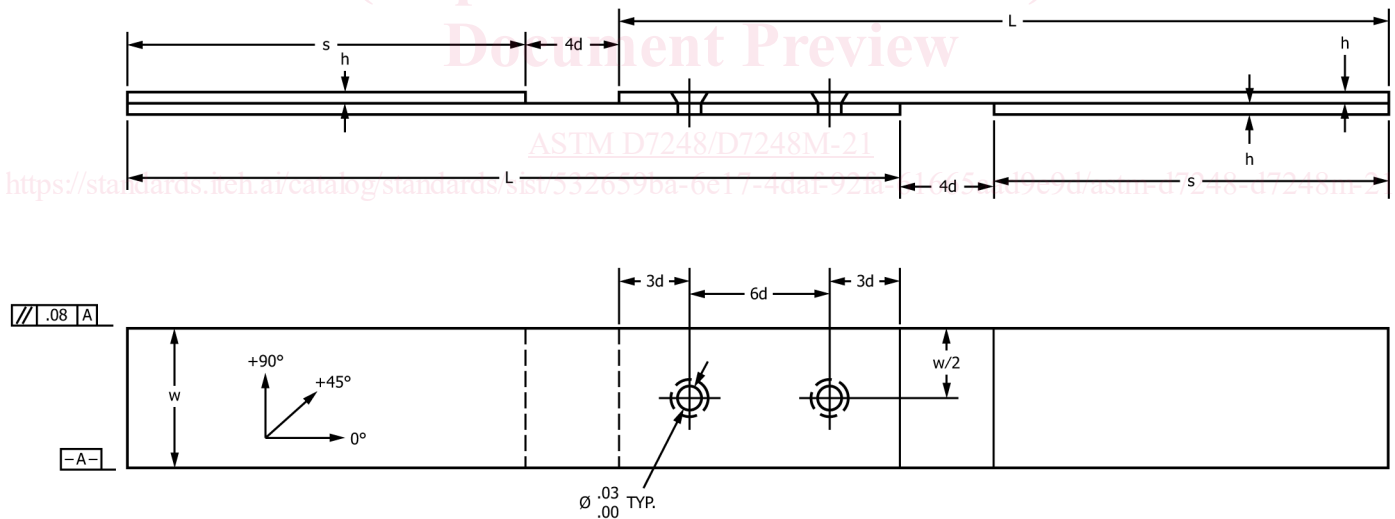 Document Preview
L
s
4d
h
h
ASTM D7248/D7248M-21
h
L
4d
s
3d
6d
3d
// .08 A
+90°
+45°
0°
w
w/2
-A-
Ø .03 TYP.
.00